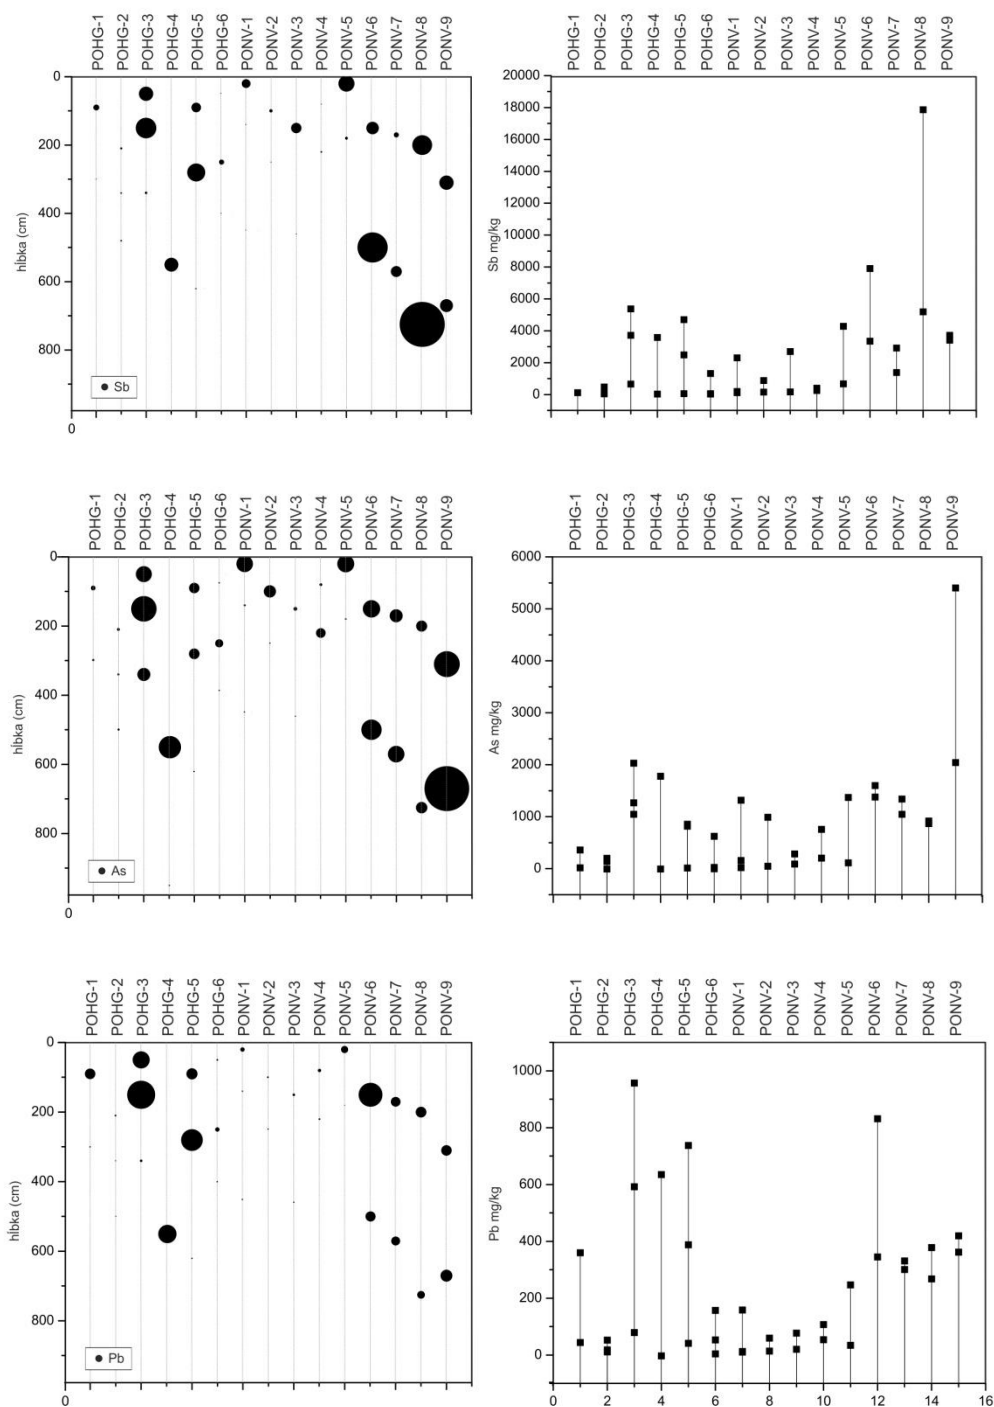 POHG-1 POHG-2 POHG-3 POHG-4 POHG-5 POHG-6 PONV-1 PONV-2 PONV-3 PONV-4 PONV-5 PONV-6 PONV-7 PONV-8 PONV-9
0
200
400
600
800
hĺbka (cm)
Sb
0
POHG-1 POHG-2 POHG-3 POHG-4 POHG-5 POHG-6 PONV-1 PONV-2 PONV-3 PONV-4 PONV-5 PONV-6 PONV-7 PONV-8 PONV-9
20000
18000
16000
14000
12000
10000
8000
6000
4000
2000
0
Sb mg/kg
POHG-1 POHG-2 POHG-3 POHG-4 POHG-5 POHG-6 PONV-1 PONV-2 PONV-3 PONV-4 PONV-5 PONV-6 PONV-7 PONV-8 PONV-9
0
200
400
600
800
hĺbka (cm)
As
0
POHG-1 POHG-2 POHG-3 POHG-4 POHG-5 POHG-6 PONV-1 PONV-2 PONV-3 PONV-4 PONV-5 PONV-6 PONV-7 PONV-8 PONV-9
6000
5000
4000
3000
2000
1000
0
As mg/kg
POHG-1 POHG-2 POHG-3 POHG-4 POHG-5 POHG-6 PONV-1 PONV-2 PONV-3 PONV-4 PONV-5 PONV-6 PONV-7 PONV-8 PONV-9
0
200
400
600
800
hĺbka (cm)
Pb
0
POHG-1 POHG-2 POHG-3 POHG-4 POHG-5 POHG-6 PONV-1 PONV-2 PONV-3 PONV-4 PONV-5 PONV-6 PONV-7 PONV-8 PONV-9
1000
800
600
400
200
0
Pb mg/kg
0 2 4 6 8 10 12 14 16